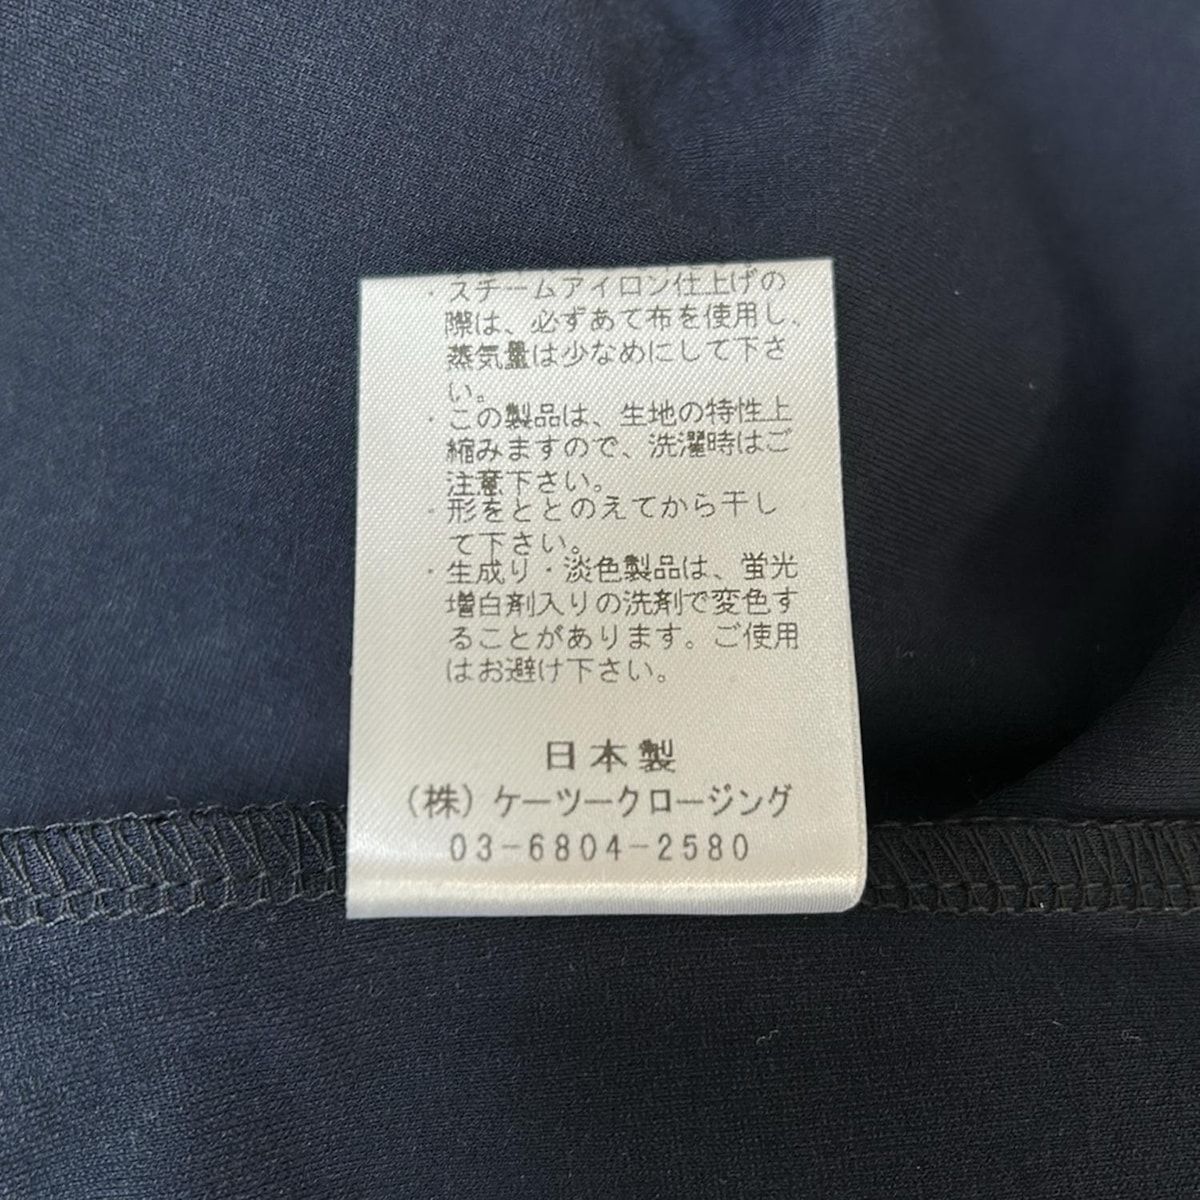 ・スチームアイロン仕上げの
際は、必ずあて布を使用し、
蒸気量は少なめにして下さ
い。
・この製品は、生地の特性上
縮みますので、洗濯時はご
注意下さい。
・形をととのえてから干し
て下さい。
・生成り・淡色製品は、蛍光
増白剤入りの洗剤で変色す
ることがあります。ご使用
はお避け下さい。
日本製
(株)ケーツークロージング
03-6804-2580